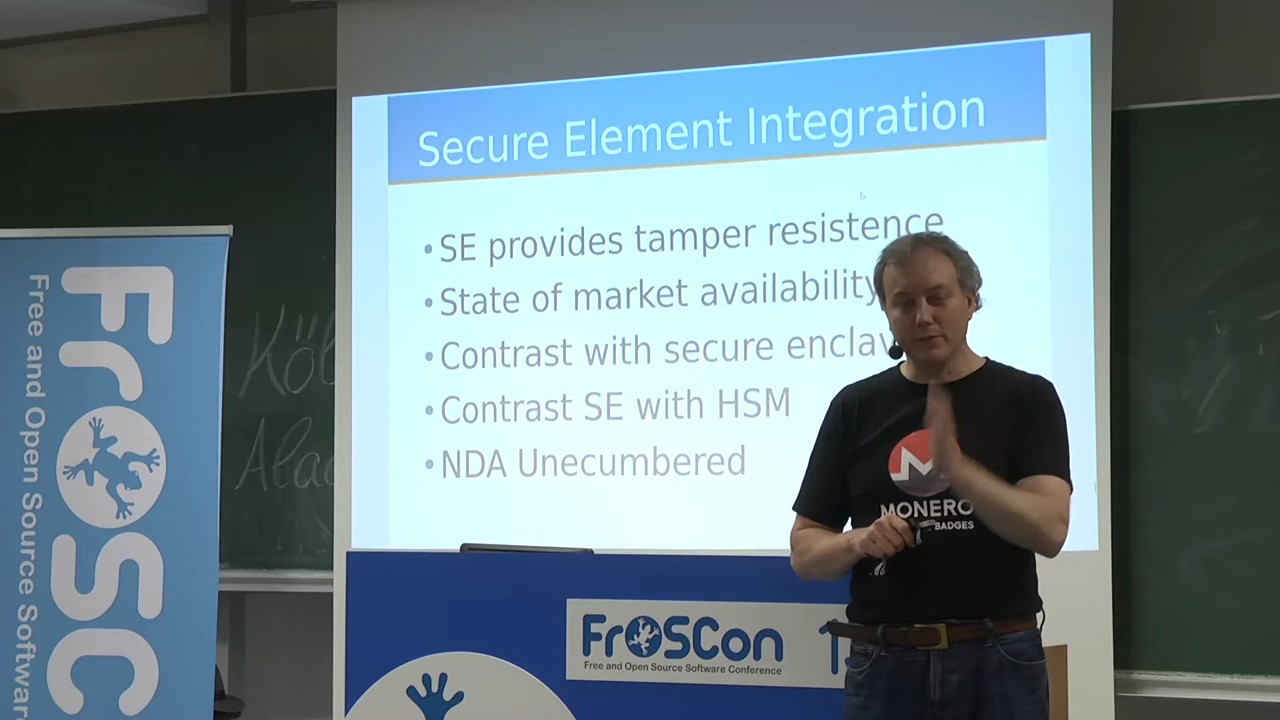 Secure Element Integration
•SE provides tamper resistence
•State of market availability
•Contrast with secure
•Contrast SE with HSM
•NDA Unecumbered
Free and Open Source Software
FrOSC
MONERO
BADGES
FrOSCon
Free and Open Source Software Conference